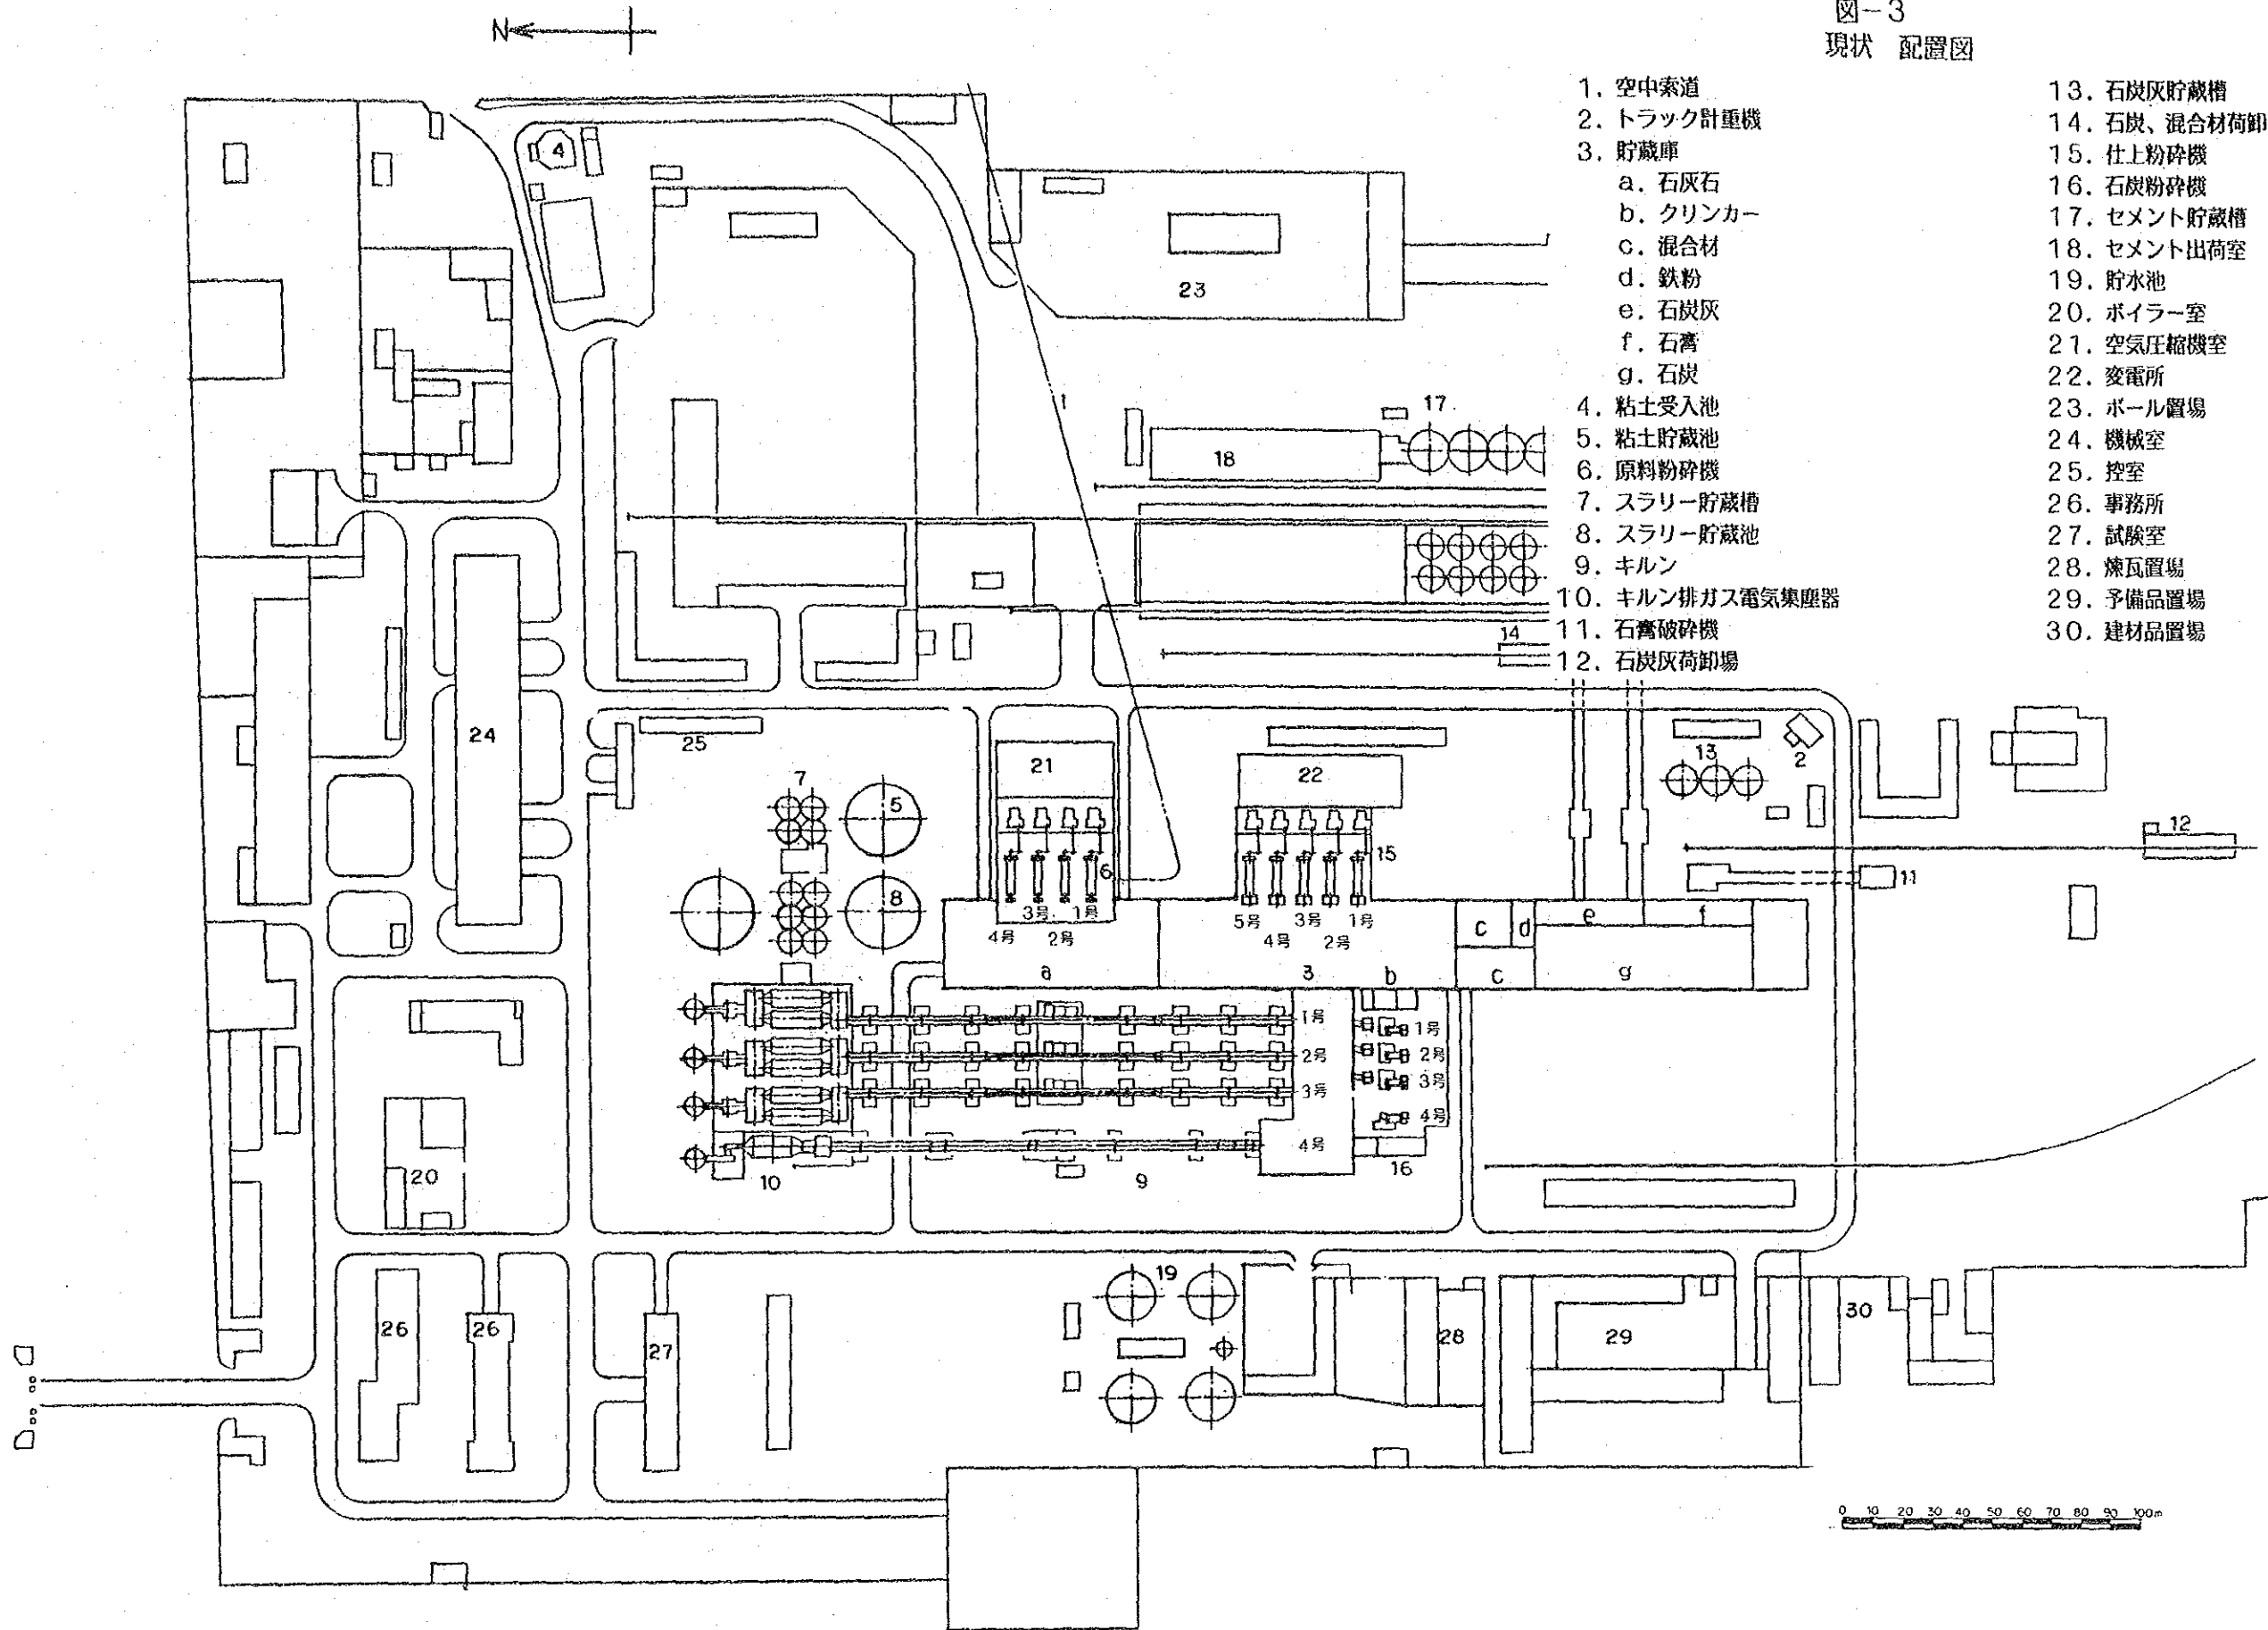 図-3
現状 配置図
N
1. 空中索道
2. トラック計重機
3. 貯蔵庫
a. 石灰石
b. クリンカー
c. 混合材
d. 鉄粉
e. 石炭灰
f. 石膏
g. 石炭
4. 粘土受入池
5. 粘土貯蔵池
6. 原料粉砕機
7. スラリー貯蔵槽
8. スラリー貯蔵池
9. キルン
10. キルン排ガス電気集塵器
11. 石膏破砕機
12. 石炭灰荷卸場
13. 石炭灰貯蔵槽
14. 石炭、混合材荷卸
15. 仕上粉砕機
16. 石炭粉砕機
17. セメント貯蔵槽
18. セメント出荷室
19. 貯水池
20. ボイラー室
21. 空気圧縮機室
22. 変電所
23. ボール置場
24. 機械室
25. 控室
26. 事務所
27. 試験室
28. 煉瓦置場
29. 予備品置場
30. 建材品置場
4
23
1
17
18
14
24
25
21
22
13
2
7
5
12
15
6
11
8
3号 1号
4号 2号
5号 3号 1号
4号 2号
c d e f
a 3 b c g
1号 1号
2号 2号
3号 3号
4号 4号
10 9 16
20
19
26 26 27 28 29 30
0 10 20 30 40 50 60 70 80 90 100m